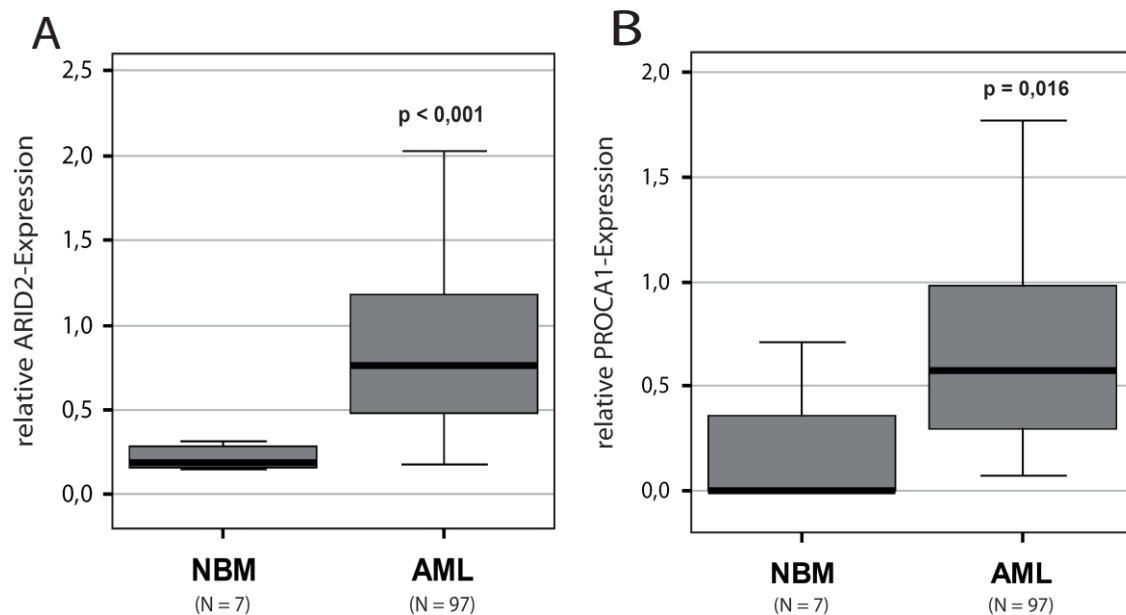 A
relative ARID2-Expression
2,5
2,0
1,5
1,0
0,5
0,0
p < 0,001
NBM
(N = 7)
AML
(N = 97)
B
relative PROCA1-Expression
2,0
1,5
1,0
0,5
0,0
p = 0,016
NBM
(N = 7)
AML
(N = 97)